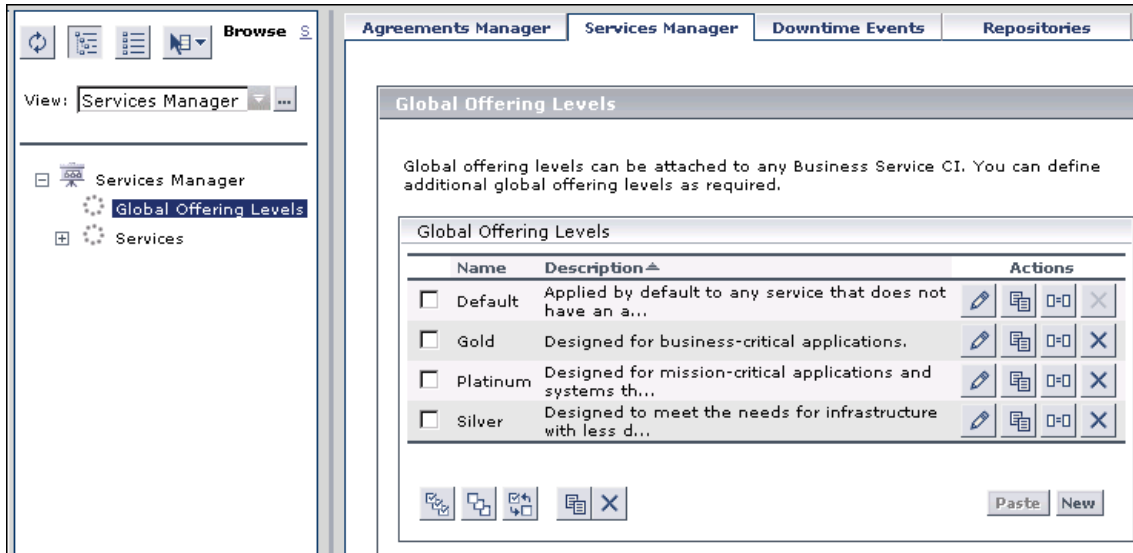 Browse S
View: Services Manager ...
Services Manager
Global Offering Levels
Services
Agreements Manager Services Manager Downtime Events Repositories
Global Offering Levels
Global offering levels can be attached to any Business Service CI. You can define
additional global offering levels as required.
Global Offering Levels
Name Description Actions
Default Applied by default to any service that does not
have an a...
Gold Designed for business-critical applications.
Platinum Designed for mission-critical applications and
systems th...
Silver Designed to meet the needs for infrastructure
with less d...
Paste New